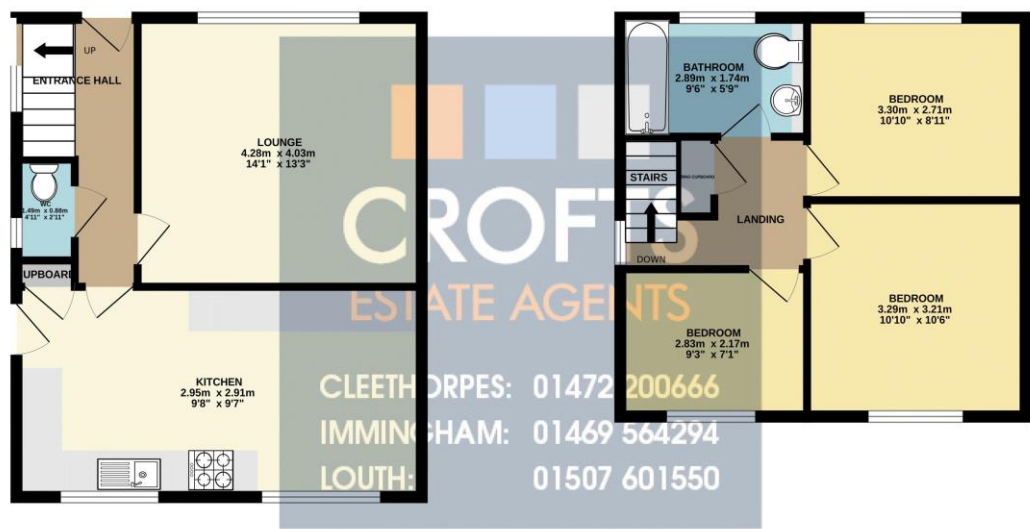 UP
ENTRANCE HALL
LOUNGE
4.28m x 4.03m
14'1" x 13'3"
WC
4'11" x 2'11"
UPBOARD
KITCHEN
2.95m x 2.91m
9'8" x 9'7"
BATHROOM
2.89m x 1.74m
9'6" x 5'9"
BEDROOM
3.30m x 2.71m
10'10" x 8'11"
STAIRS
LANDING
DOWN
BEDROOM
2.83m x 2.17m
9'3" x 7'1"
BEDROOM
3.29m x 3.21m
10'10" x 10'6"
CROFTS
ESTATE AGENTS
CLEETHORPES: 01472 200666
IMMINGHAM: 01469 564294
LOUTH: 01507 601550